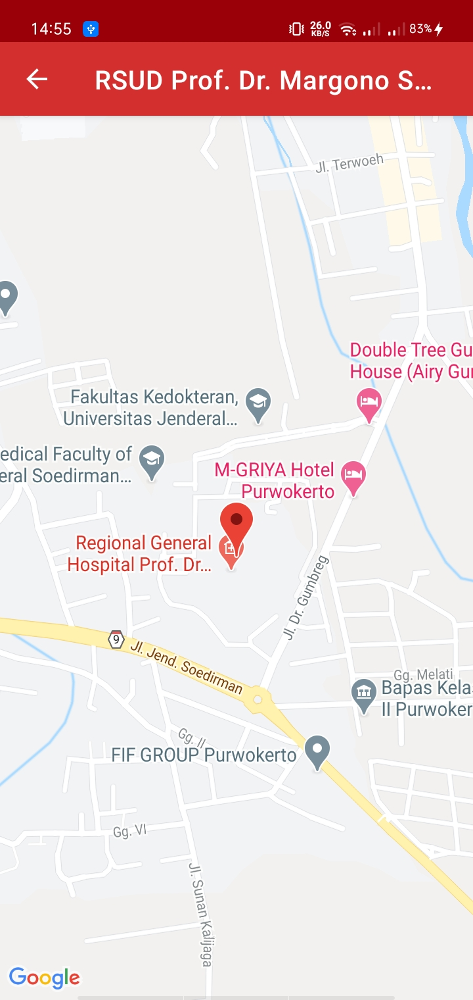 14:55
26.0
KB/S
83%
RSUD Prof. Dr. Margono S...
Jl. Terwoeh
Double Tree Gu
House (Airy Gu
Fakultas Kedokteran,
Universitas Jenderal...
edical Faculty of
eral Soedirman...
M-GRIYA Hotel
Purwokerto
Regional General
Hospital Prof. Dr...
Jl. Dr. Gumbreg
9
Jl. Jend. Soedirman
Gg. Melati
Bapas Kela
II Purwoker
Gg. II
FIF GROUP Purwokerto
Gg. VI
Jl. Sunan Kalijaga
Google